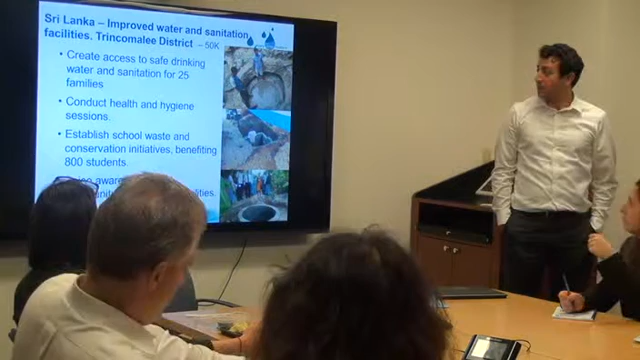 Sri Lanka – Improved water and sanitation
facilities. Trincomalee District – 50K
• Create access to safe drinking
water and sanitation for 25
families
• Conduct health and hygiene
sessions.
• Establish school waste and
conservation initiatives, benefiting
800 students.